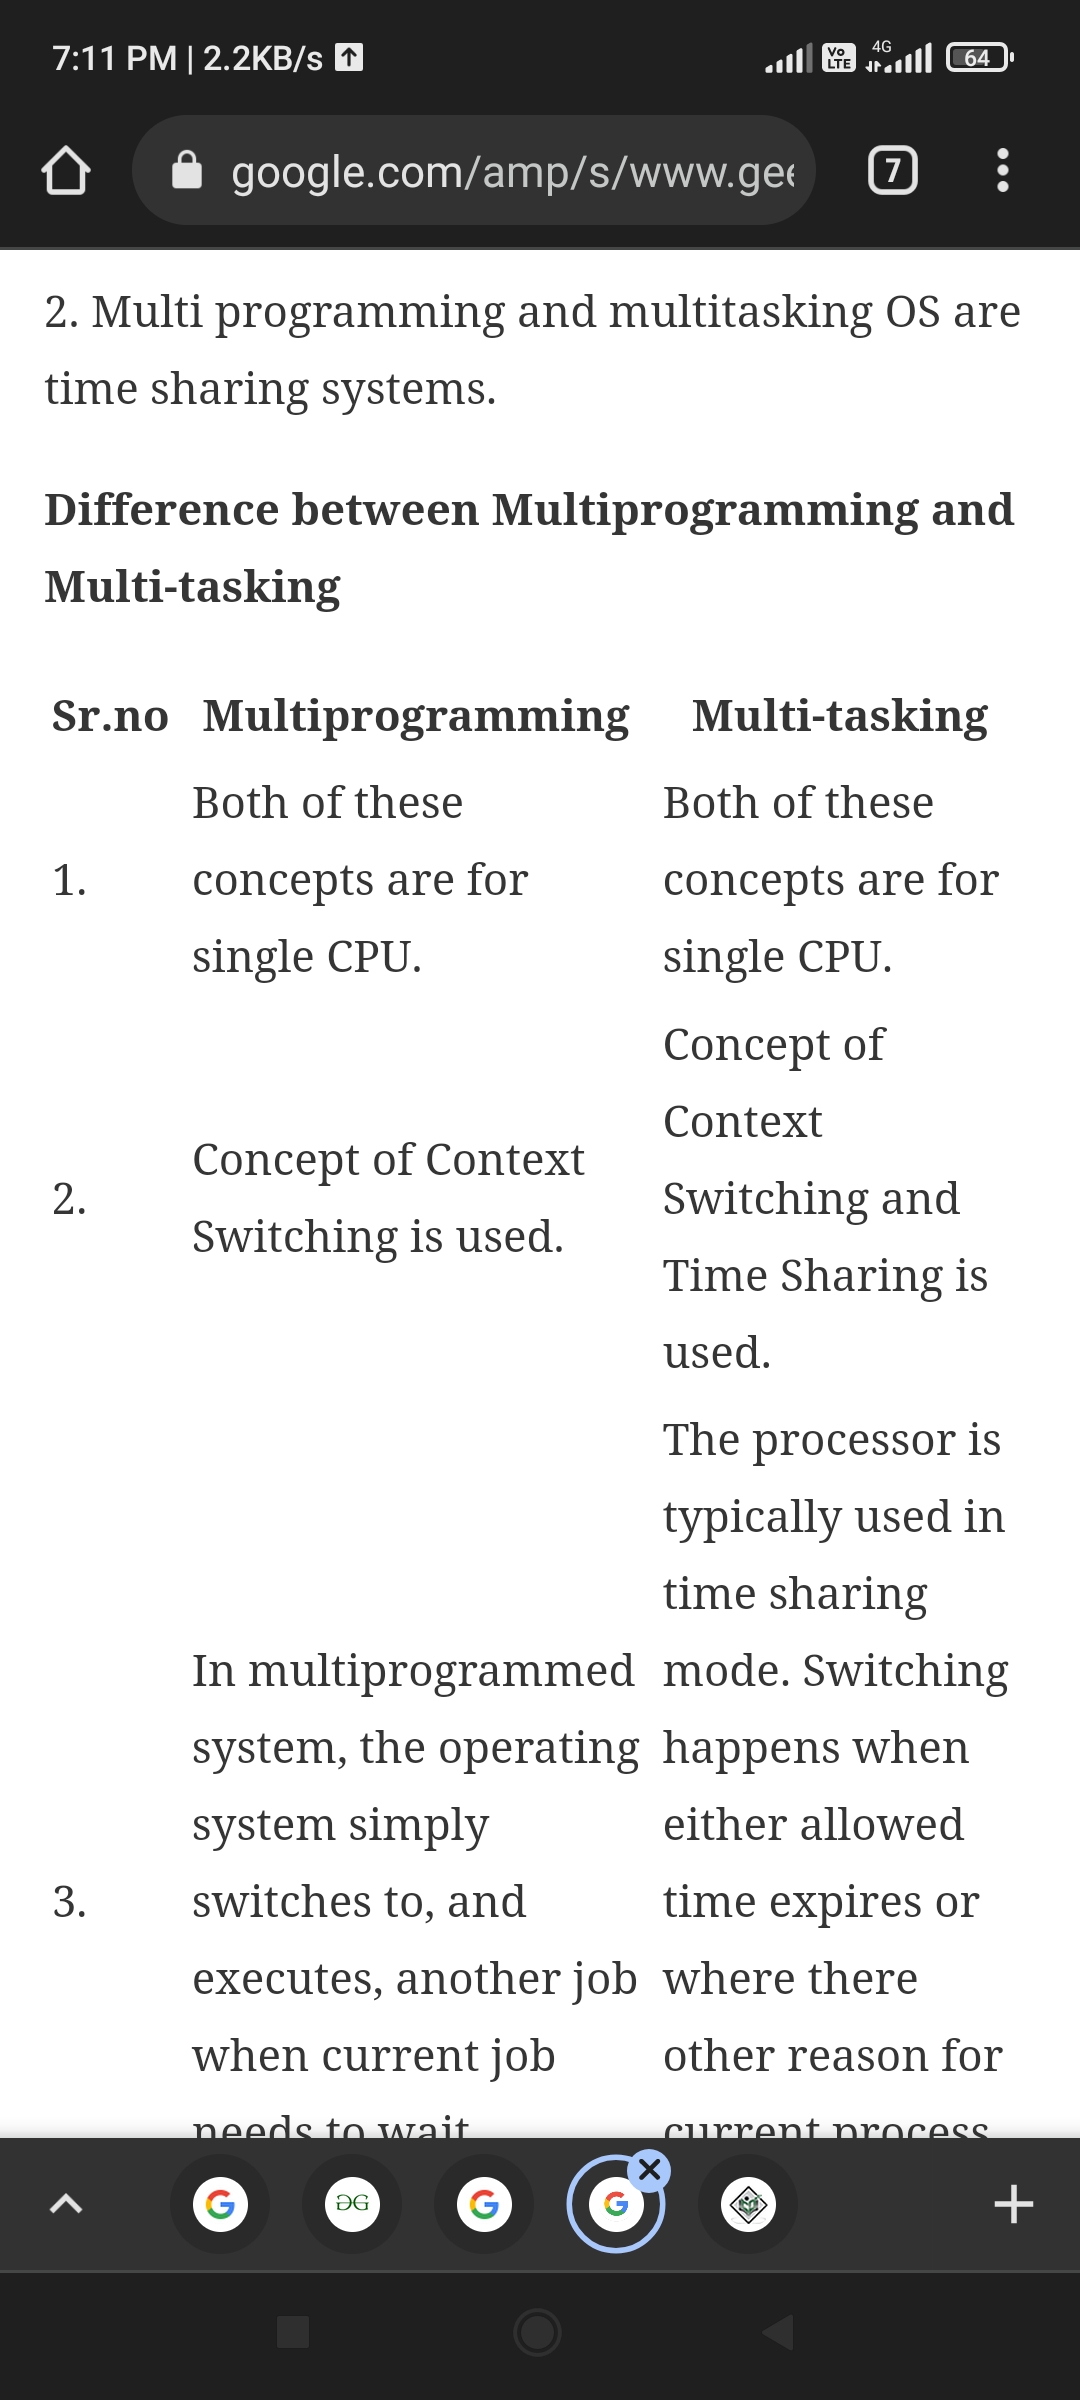 7:11 PM | 2.2KB/s
Vo
LTE
4G
64
google.com/amp/s/www.gee
7
2. Multi programming and multitasking OS are
time sharing systems.
Difference between Multiprogramming and
Multi-tasking
Sr.no Multiprogramming Multi-tasking
1.
Both of these
concepts are for
single CPU.
Both of these
concepts are for
single CPU.
2.
Concept of Context
Switching is used.
Concept of
Context
Switching and
Time Sharing is
used.
3.
In multiprogrammed
system, the operating
system simply
switches to, and
executes, another job
when current job
needs to wait
The processor is
typically used in
time sharing
mode. Switching
happens when
either allowed
time expires or
where there
other reason for
current process